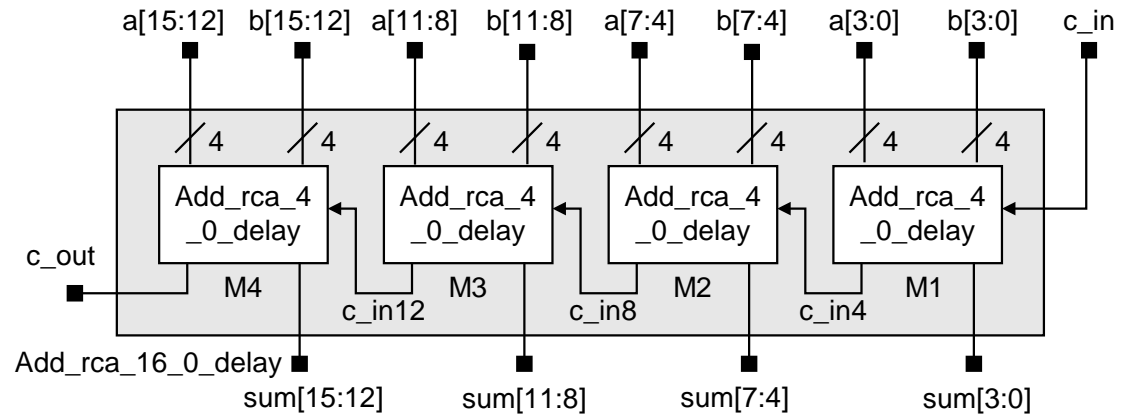 a[15:12] b[15:12] a[11:8] b[11:8] a[7:4] b[7:4] a[3:0] b[3:0] c_in
4 4 4 4 4 4 4 4
Add_rca_4 Add_rca_4 Add_rca_4 Add_rca_4
_0_delay _0_delay _0_delay _0_delay
c_out
M4 M3 M2 M1
c_in12 c_in8 c_in4
Add_rca_16_0_delay
sum[15:12] sum[11:8] sum[7:4] sum[3:0]